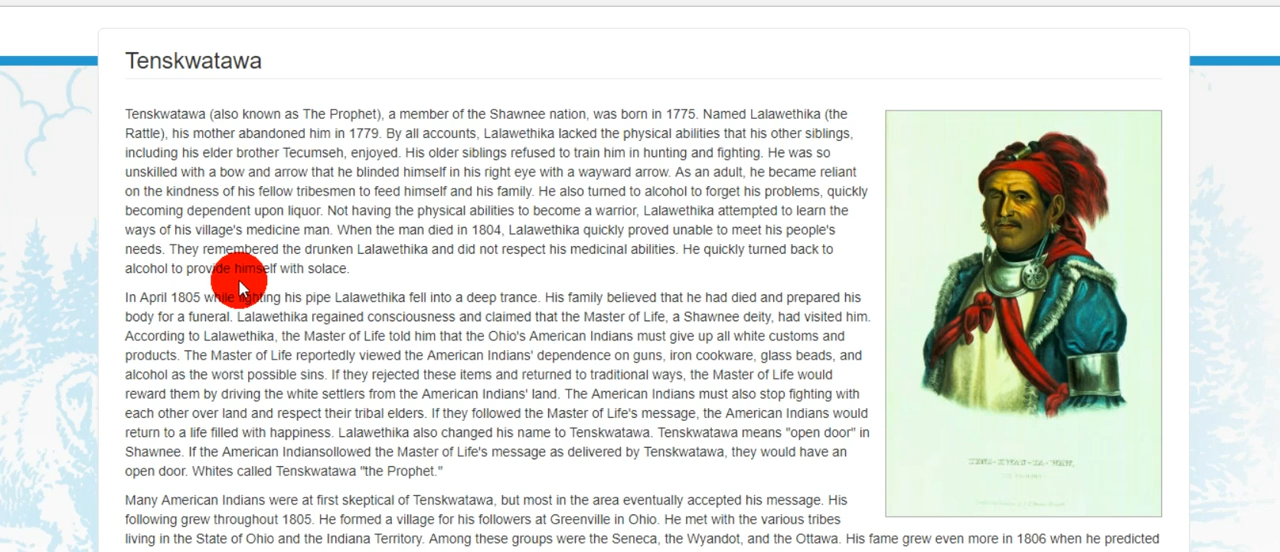 Tenskwatawa
Tenskwatawa (also known as The Prophet), a member of the Shawnee nation, was born in 1775. Named Lalawethika (the
Rattle), his mother abandoned him in 1779. By all accounts, Lalawethika lacked the physical abilities that his other siblings,
including his elder brother Tecumseh, enjoyed. His older siblings refused to train him in hunting and fighting. He was so
unskilled with a bow and arrow that he blinded himself in his right eye with a wayward arrow. As an adult, he became reliant
on the kindness of his fellow tribesmen to feed himself and his family. He also turned to alcohol to forget his problems, quickly
becoming dependent upon liquor. Not having the physical abilities to become a warrior, Lalawethika attempted to learn the
ways of his village's medicine man. When the man died in 1804, Lalawethika quickly proved unable to meet his people's
needs. They remembered the drunken Lalawethika and did not respect his medicinal abilities. He quickly turned back to
alcohol to provide himself with solace.
In April 1805 while lighting his pipe Lalawethika fell into a deep trance. His family believed that he had died and prepared his
body for a funeral. Lalawethika regained consciousness and claimed that the Master of Life, a Shawnee deity, had visited him.
According to Lalawethika, the Master of Life told him that the Ohio's American Indians must give up all white customs and
products. The Master of Life reportedly viewed the American Indians' dependence on guns, iron cookware, glass beads, and
alcohol as the worst possible sins. If they rejected these items and returned to traditional ways, the Master of Life would
reward them by driving the white settlers from the American Indians' land. The American Indians must also stop fighting with
each other over land and respect their tribal elders. If they followed the Master of Life's message, the American Indians would
return to a life filled with happiness. Lalawethika also changed his name to Tenskwatawa. Tenskwatawa means "open door" in
Shawnee. If the American Indiansollowed the Master of Life's message as delivered by Tenskwatawa, they would have an
open door. Whites called Tenskwatawa "the Prophet."
Many American Indians were at first skeptical of Tenskwatawa, but most in the area eventually accepted his message. His
following grew throughout 1805. He formed a village for his followers at Greenville in Ohio. He met with the various tribes
living in the State of Ohio and the Indiana Territory. Among these groups were the Seneca, the Wyandot, and the Ottawa. His fame grew even more in 1806 when he predicted